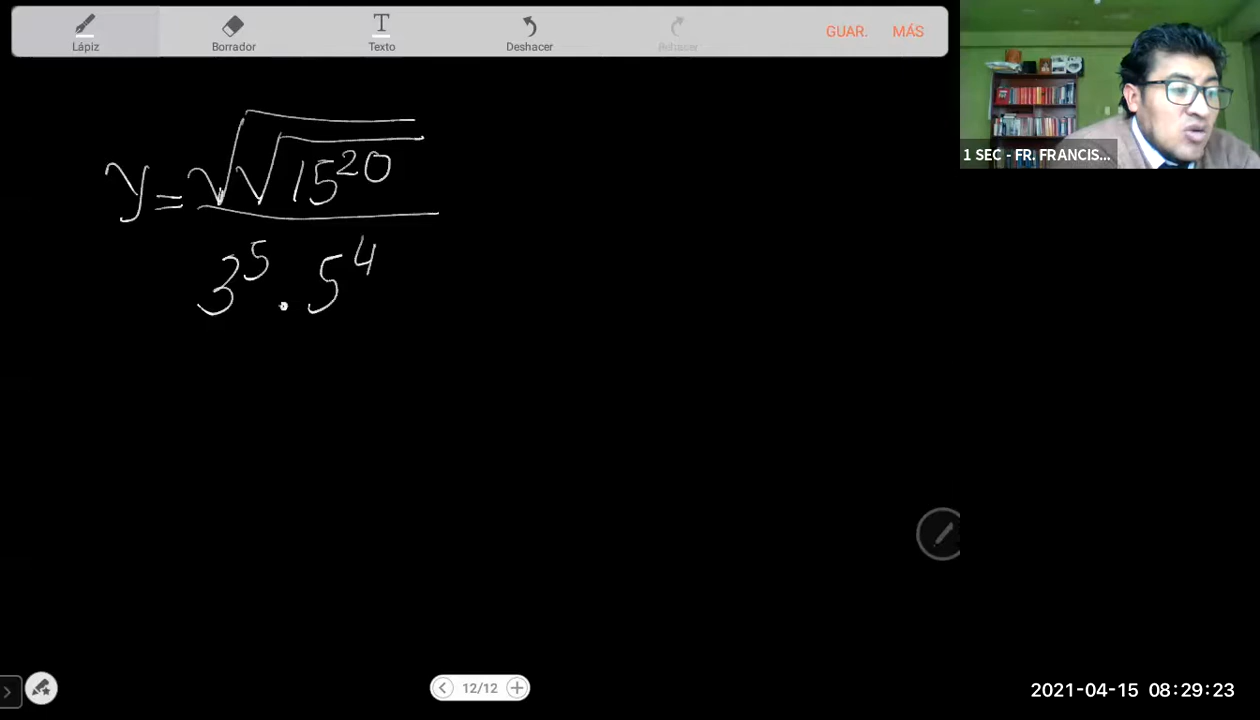 Lápiz Borrador Texto Deshacer Rehacer GUAR. MÁS
1 SEC - FR. FRANCIS...
y = √√15²⁰
3⁵ . 5⁴
12/12
2021-04-15 08:29:23